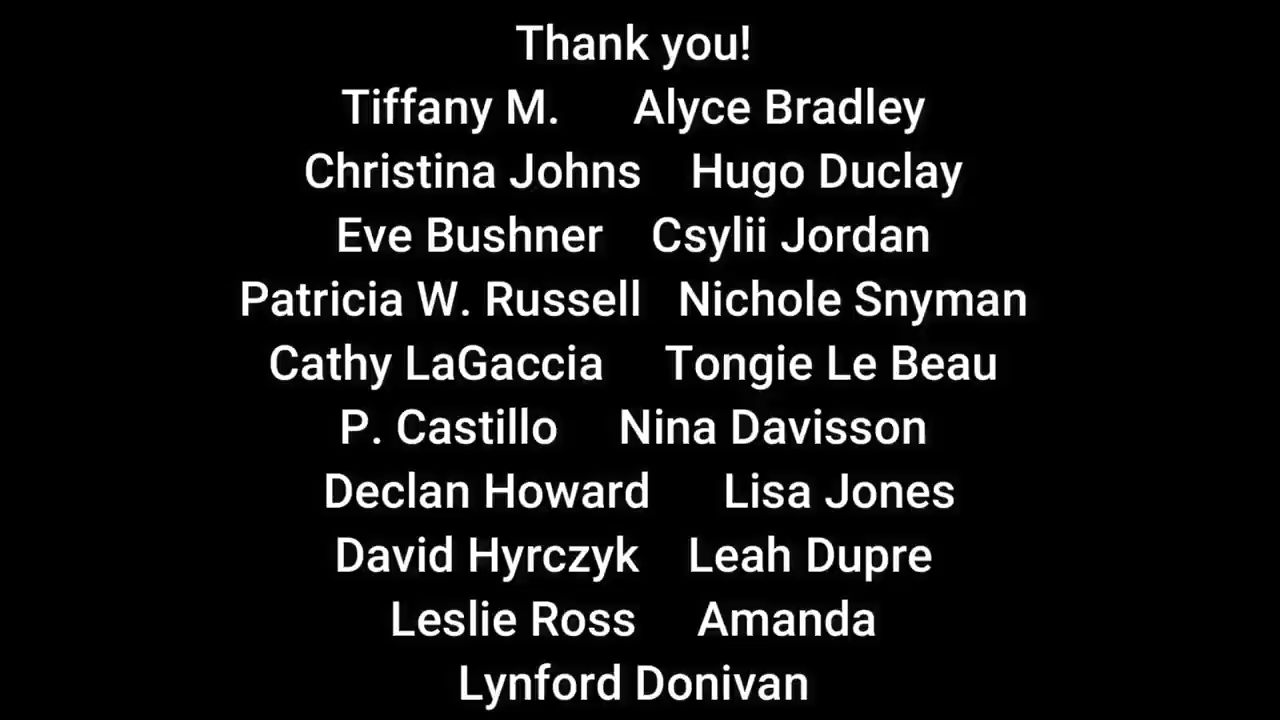 Thank you!
Tiffany M. Alyce Bradley
Christina Johns Hugo Duclay
Eve Bushner Csylii Jordan
Patricia W. Russell Nichole Snyman
Cathy LaGaccia Tongie Le Beau
P. Castillo Nina Davisson
Declan Howard Lisa Jones
David Hyrczyk Leah Dupre
Leslie Ross Amanda
Lynford Donivan